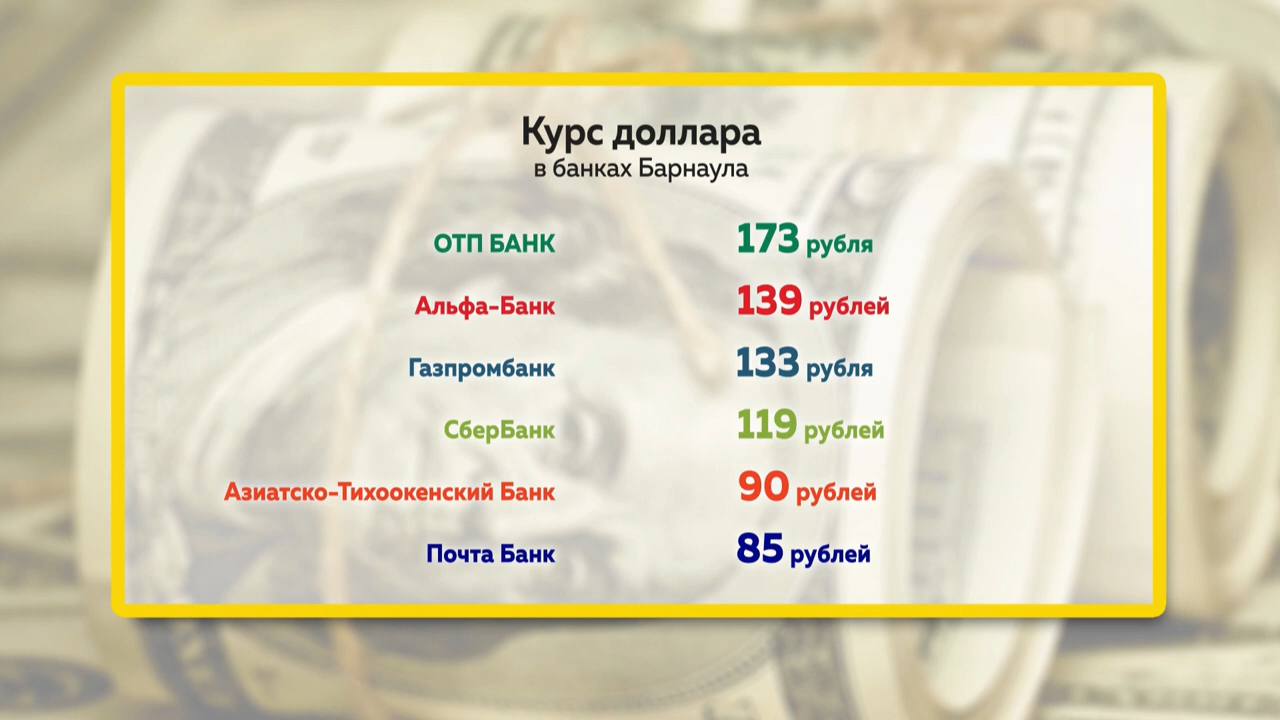 Курс доллара
в банках Барнаула
ОТП БАНК 173 рубля
Альфа-Банк 139 рублей
Газпромбанк 133 рубля
СберБанк 119 рублей
Азиатско-Тихоокенский Банк 90 рублей
Почта Банк 85 рублей